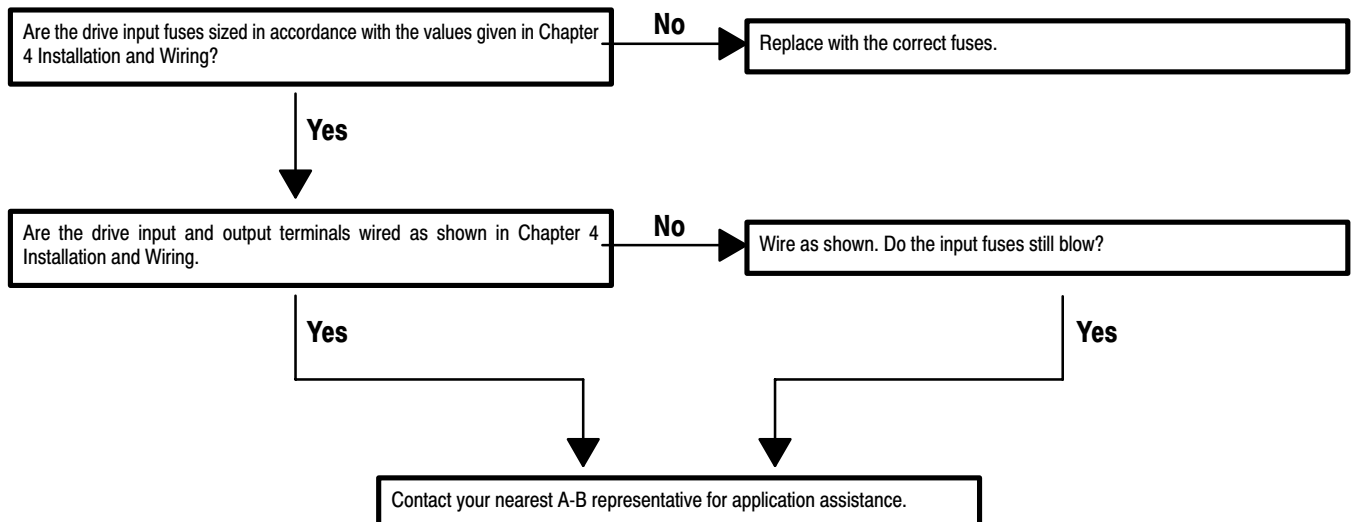 Are the drive input fuses sized in accordance with the values given in Chapter
4 Installation and Wiring?
No
Replace with the correct fuses.
Yes
Are the drive input and output terminals wired as shown in Chapter 4
Installation and Wiring.
No
Wire as shown. Do the input fuses still blow?
Yes
Yes
Contact your nearest A-B representative for application assistance.